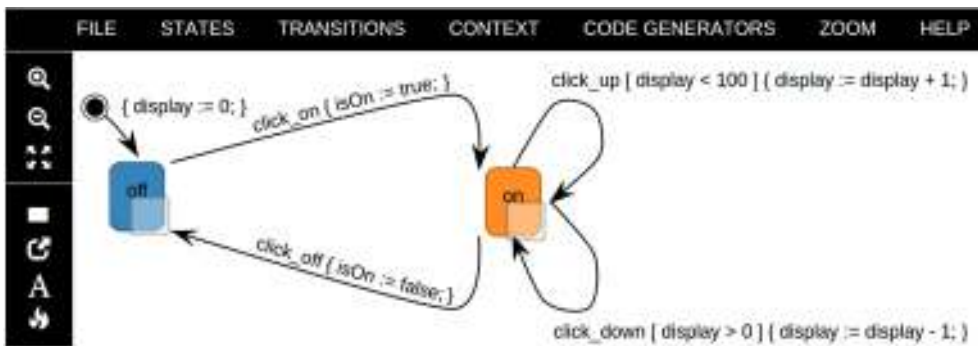 FILE STATES TRANSITIONS CONTEXT CODE GENERATORS ZOOM HELP
click_up [ display < 100 ] { display := display + 1; }
{ display := 0; }
click_on { isOn := true; }
off
on
click_off { isOn := false; }
A
click_down [ display > 0 ] { display := display - 1; }